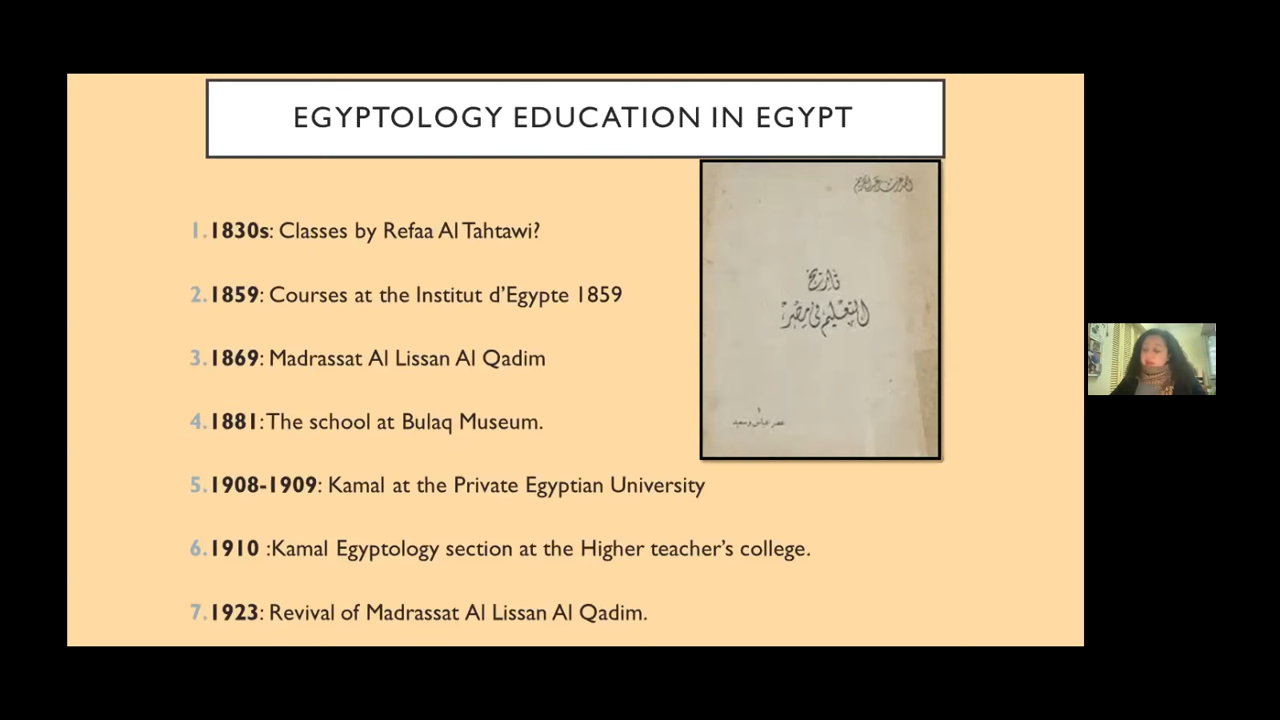 EGYPTOLOGY EDUCATION IN EGYPT
1. 1830s: Classes by Refaa Al Tahtawi?
2. 1859: Courses at the Institut d’Egypte 1859
3. 1869: Madrassat Al Lissan Al Qadim
4. 1881: The school at Bulaq Museum.
5. 1908-1909: Kamal at the Private Egyptian University
6. 1910 :Kamal Egyptology section at the Higher teacher’s college.
7. 1923: Revival of Madrassat Al Lissan Al Qadim.
تاريخ
التعليم في مصر
عصر عباس وسعيد